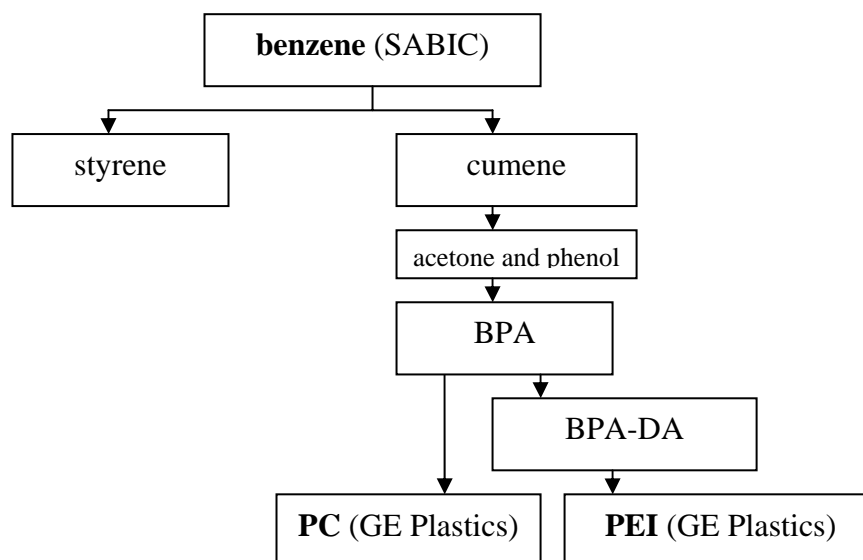 benzene (SABIC)
styrene
cumene
acetone and phenol
BPA
BPA-DA
PC (GE Plastics)
PEI (GE Plastics)